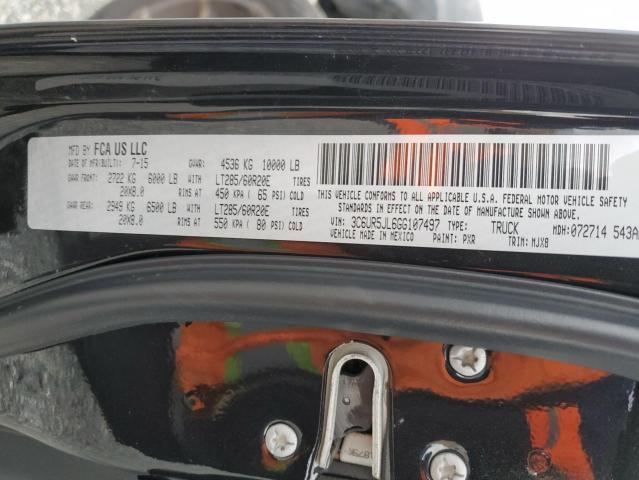 MFD BY FCA US LLC
DATE OF MFR(BUILT): 7-15 GVWR: 4536 KG 10000 LB
GAWR FRONT: 2722 KG 6000 LB WITH LT285/60R20E TIRES
20X8.0 RIMS AT 450 KPA ( 65 PSI) COLD
GAWR REAR: 2949 KG 6500 LB WITH LT285/60R20E TIRES
20X8.0 RIMS AT 550 KPA ( 80 PSI) COLD
THIS VEHICLE CONFORMS TO ALL APPLICABLE U.S.A. FEDERAL MOTOR VEHICLE SAFETY
STANDARDS IN EFFECT ON THE DATE OF MANUFACTURE SHOWN ABOVE.
VIN: 3C6UR5JL6GG107497 TYPE: TRUCK MDH:072714 543A
VEHICLE MADE IN MEXICO PAINT: PXR TRIM: MJX8